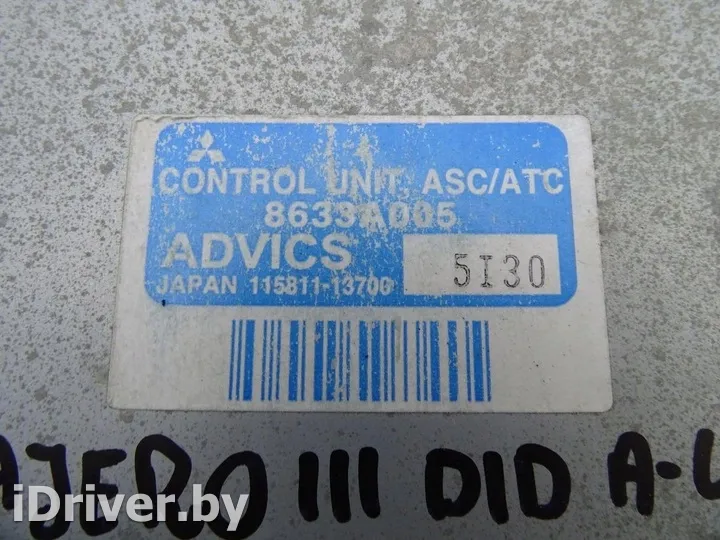 CONTROL UNIT, ASC/ATC
8633A005
ADVICS
JAPAN 115811-13700
5I30
AJERO III DID A-
iDriver.by